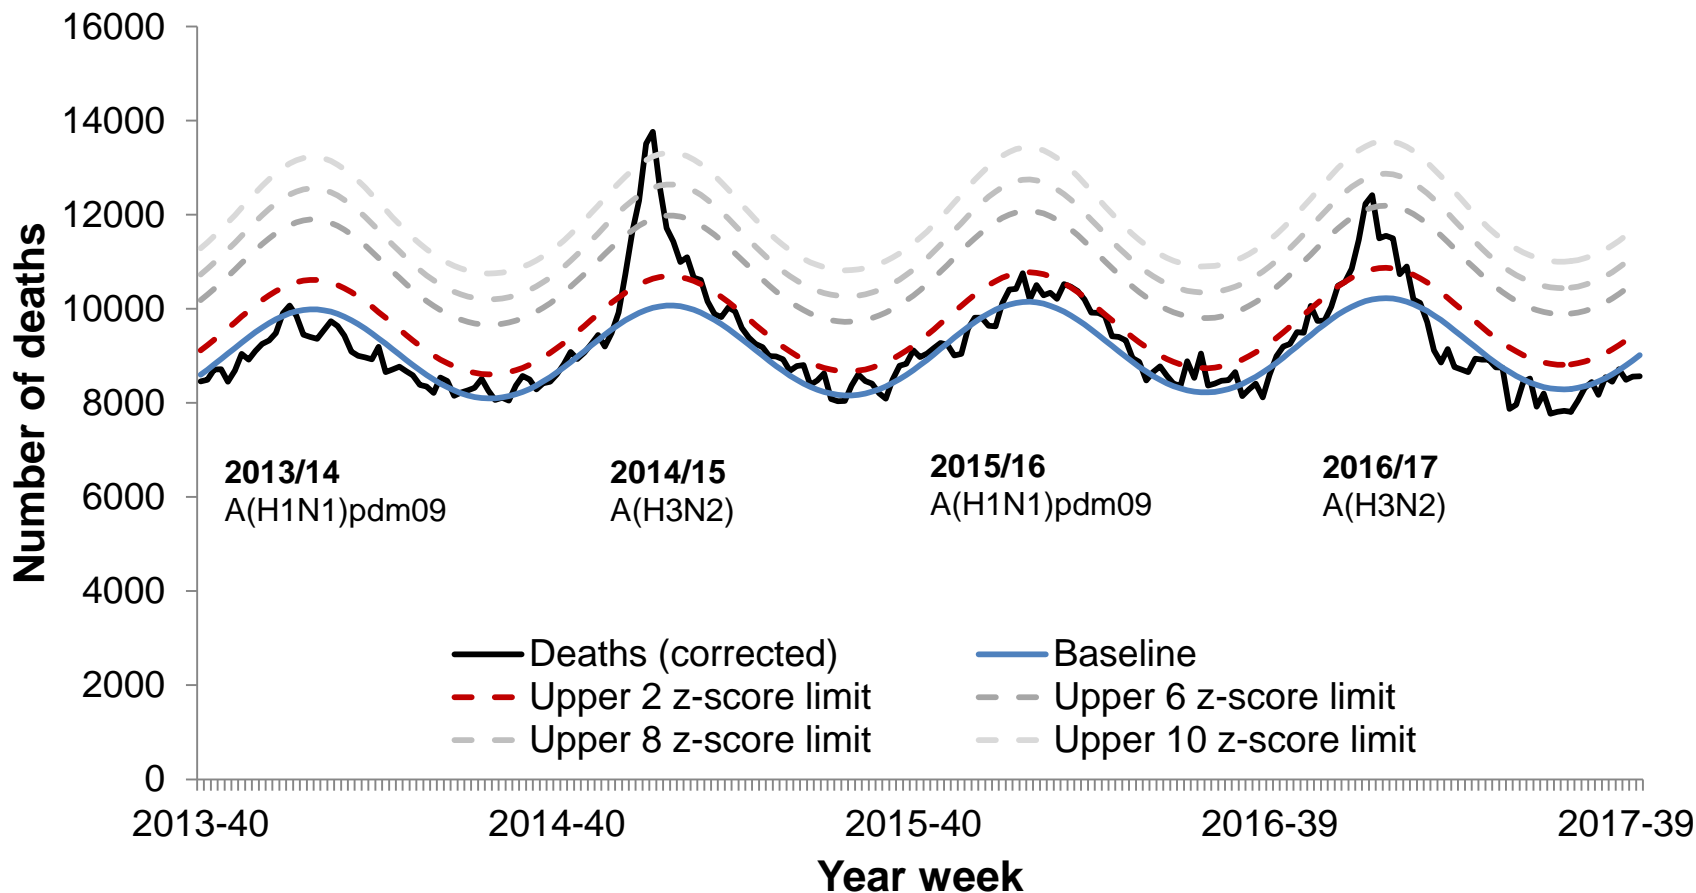 16000
14000
12000
10000
8000
6000
4000
2000
0
Number of deaths
2013/14
A(H1N1)pdm09
2014/15
A(H3N2)
2015/16
A(H1N1)pdm09
2016/17
A(H3N2)
Deaths (corrected)
Baseline
Upper 2 z-score limit
Upper 6 z-score limit
Upper 8 z-score limit
Upper 10 z-score limit
2013-40
2014-40
2015-40
2016-39
2017-39
Year week